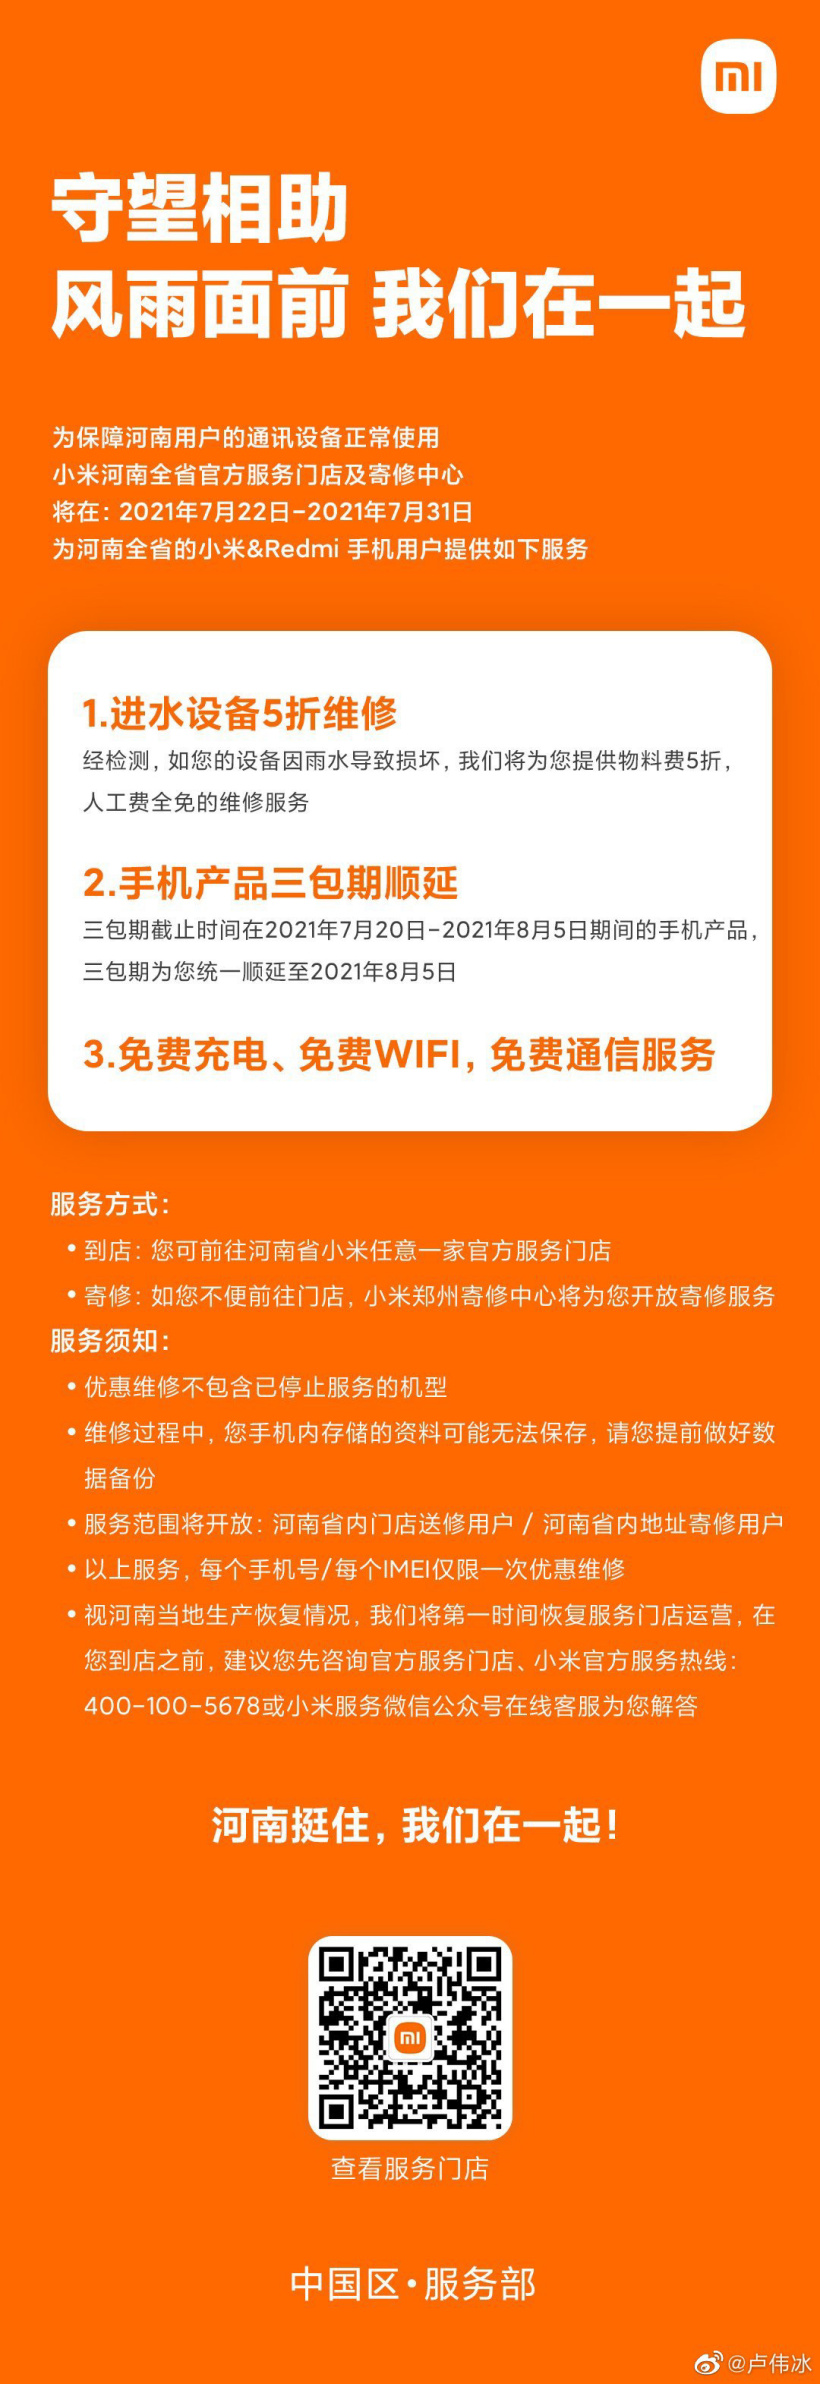 mi
守望相助
风雨面前 我们在一起
为保障河南用户的通讯设备正常使用
小米河南全省官方服务门店及寄修中心
将在：2021年7月22日-2021年7月31日
为河南全省的小米&Redmi 手机用户提供如下服务
1.进水设备5折维修
经检测，如您的设备因雨水导致损坏，我们将为您提供物料费5折，
人工费全免的维修服务
2.手机产品三包期顺延
三包期截止时间在2021年7月20日-2021年8月5日期间的手机产品，
三包期为您统一顺延至2021年8月5日
3.免费充电、免费WIFI，免费通信服务
服务方式：
• 到店：您可前往河南省小米任意一家官方服务门店
• 寄修：如您不便前往门店，小米郑州寄修中心将为您开放寄修服务
服务须知：
• 优惠维修不包含已停止服务的机型
• 维修过程中，您手机内存储的资料可能无法保存，请您提前做好数
据备份
• 服务范围将开放：河南省内门店送修用户 / 河南省内地址寄修用户
• 以上服务，每个手机号/每个IMEI仅限一次优惠维修
• 视河南当地生产恢复情况，我们将第一时间恢复服务门店运营，在
您到店之前，建议您先咨询官方服务门店、小米官方服务热线：
400-100-5678或小米服务微信公众号在线客服为您解答
河南挺住，我们在一起！
mi
查看服务门店
中国区·服务部
@卢伟冰